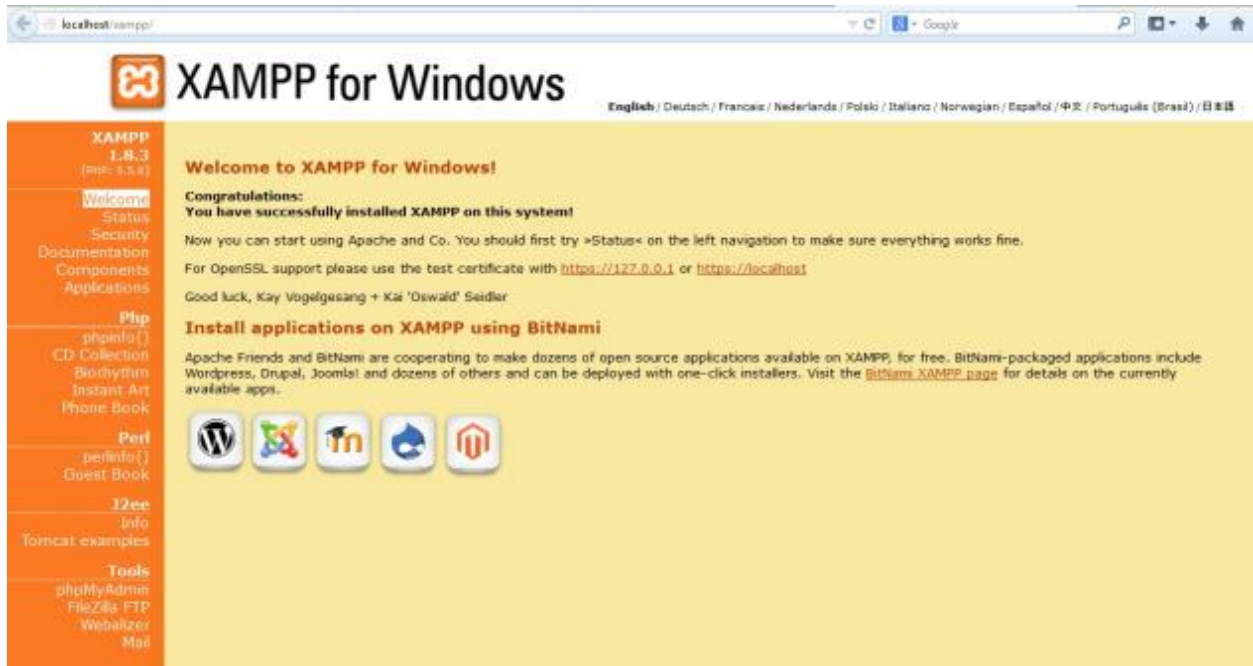 localhost/xampp/
Google
XAMPP for Windows
English / Deutsch / Francais / Nederlands / Polski / Italiano / Norwegian / Español / 中文 / Português (Brasil) / 日本語
XAMPP
1.8.3
Welcome
Status
Security
Documentation
Components
Applications
Php
phpinfo()
CD Collection
Biorhythm
Instant Art
Phone Book
Perl
perlinfo()
Guest Book
J2ee
Info
Tomcat examples
Tools
phpMyAdmin
FileZilla FTP
Webalizer
Mail
Welcome to XAMPP for Windows!
Congratulations:
You have successfully installed XAMPP on this system!
Now you can start using Apache and Co. You should first try »Status« on the left navigation to make sure everything works fine.
For OpenSSL support please use the test certificate with https://127.0.0.1 or https://localhost
Good luck, Kay Vogelgesang + Kai 'Oswald' Seidler
Install applications on XAMPP using BitNami
Apache Friends and BitNami are cooperating to make dozens of open source applications available on XAMPP, for free. BitNami-packaged applications include
Wordpress, Drupal, Joomla! and dozens of others and can be deployed with one-click installers. Visit the BitNami XAMPP page for details on the currently
available apps.